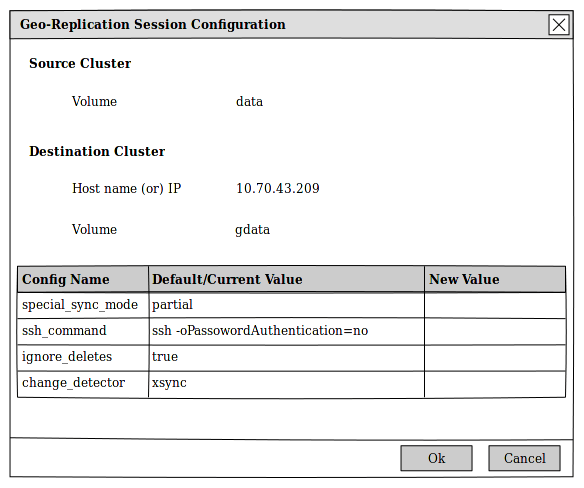 Geo-Replication Session Configuration
Source Cluster
Volume data
Destination Cluster
Host name (or) IP 10.70.43.209
Volume gdata
Config Name Default/Current Value New Value
special_sync_mode partial
ssh_command ssh -oPassowordAuthentication=no
ignore_deletes true
change_detector xsync
Ok Cancel